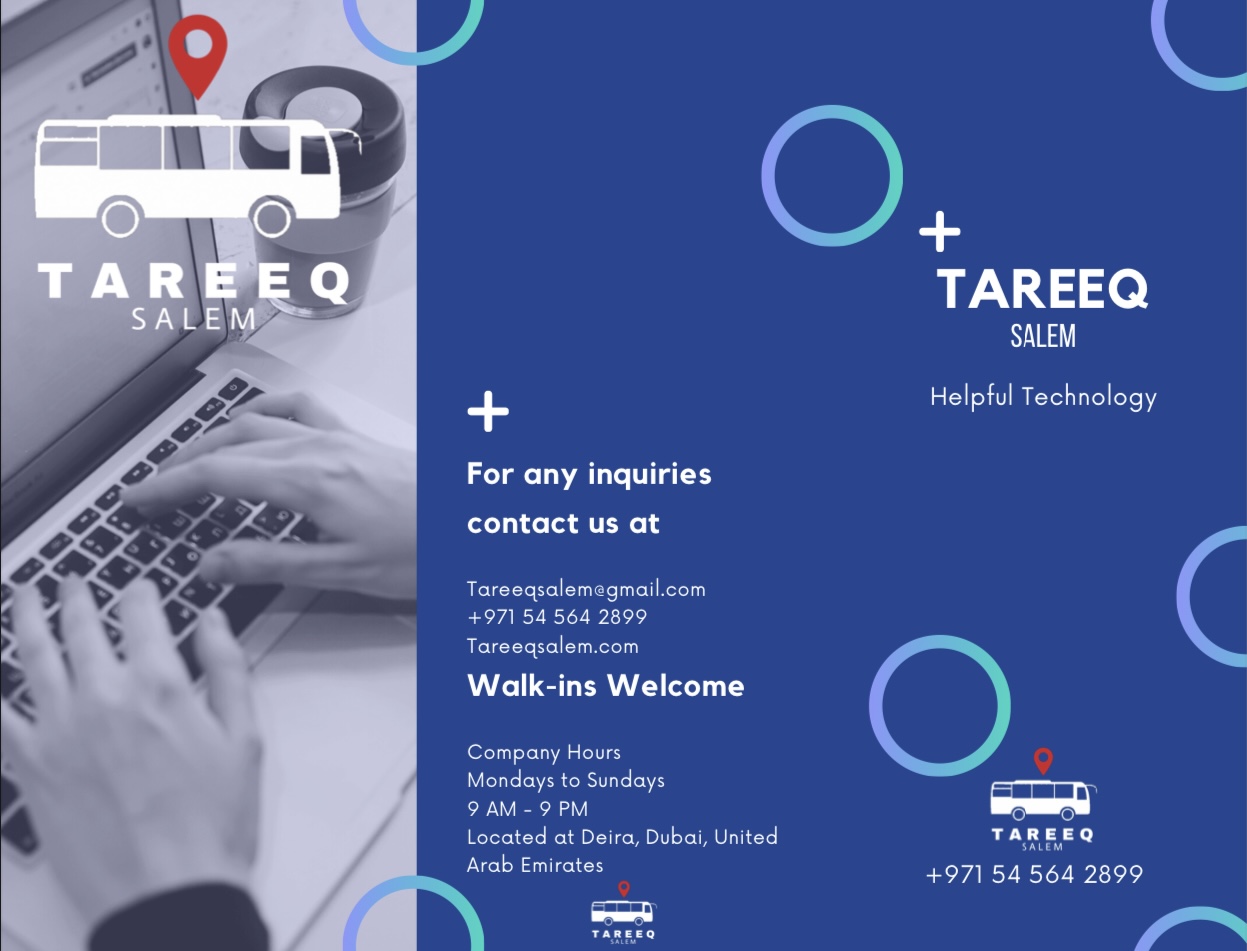 TAREEQ
SALEM
For any inquiries
contact us at
Tareeqsalem@gmail.com
+971 54 564 2899
Tareeqsalem.com
Walk-ins Welcome
Company Hours
Mondays to Sundays
9 AM - 9 PM
Located at Deira, Dubai, United
Arab Emirates
TAREEQ
SALEM
TAREEQ
SALEM
Helpful Technology
TAREEQ
SALEM
+971 54 564 2899